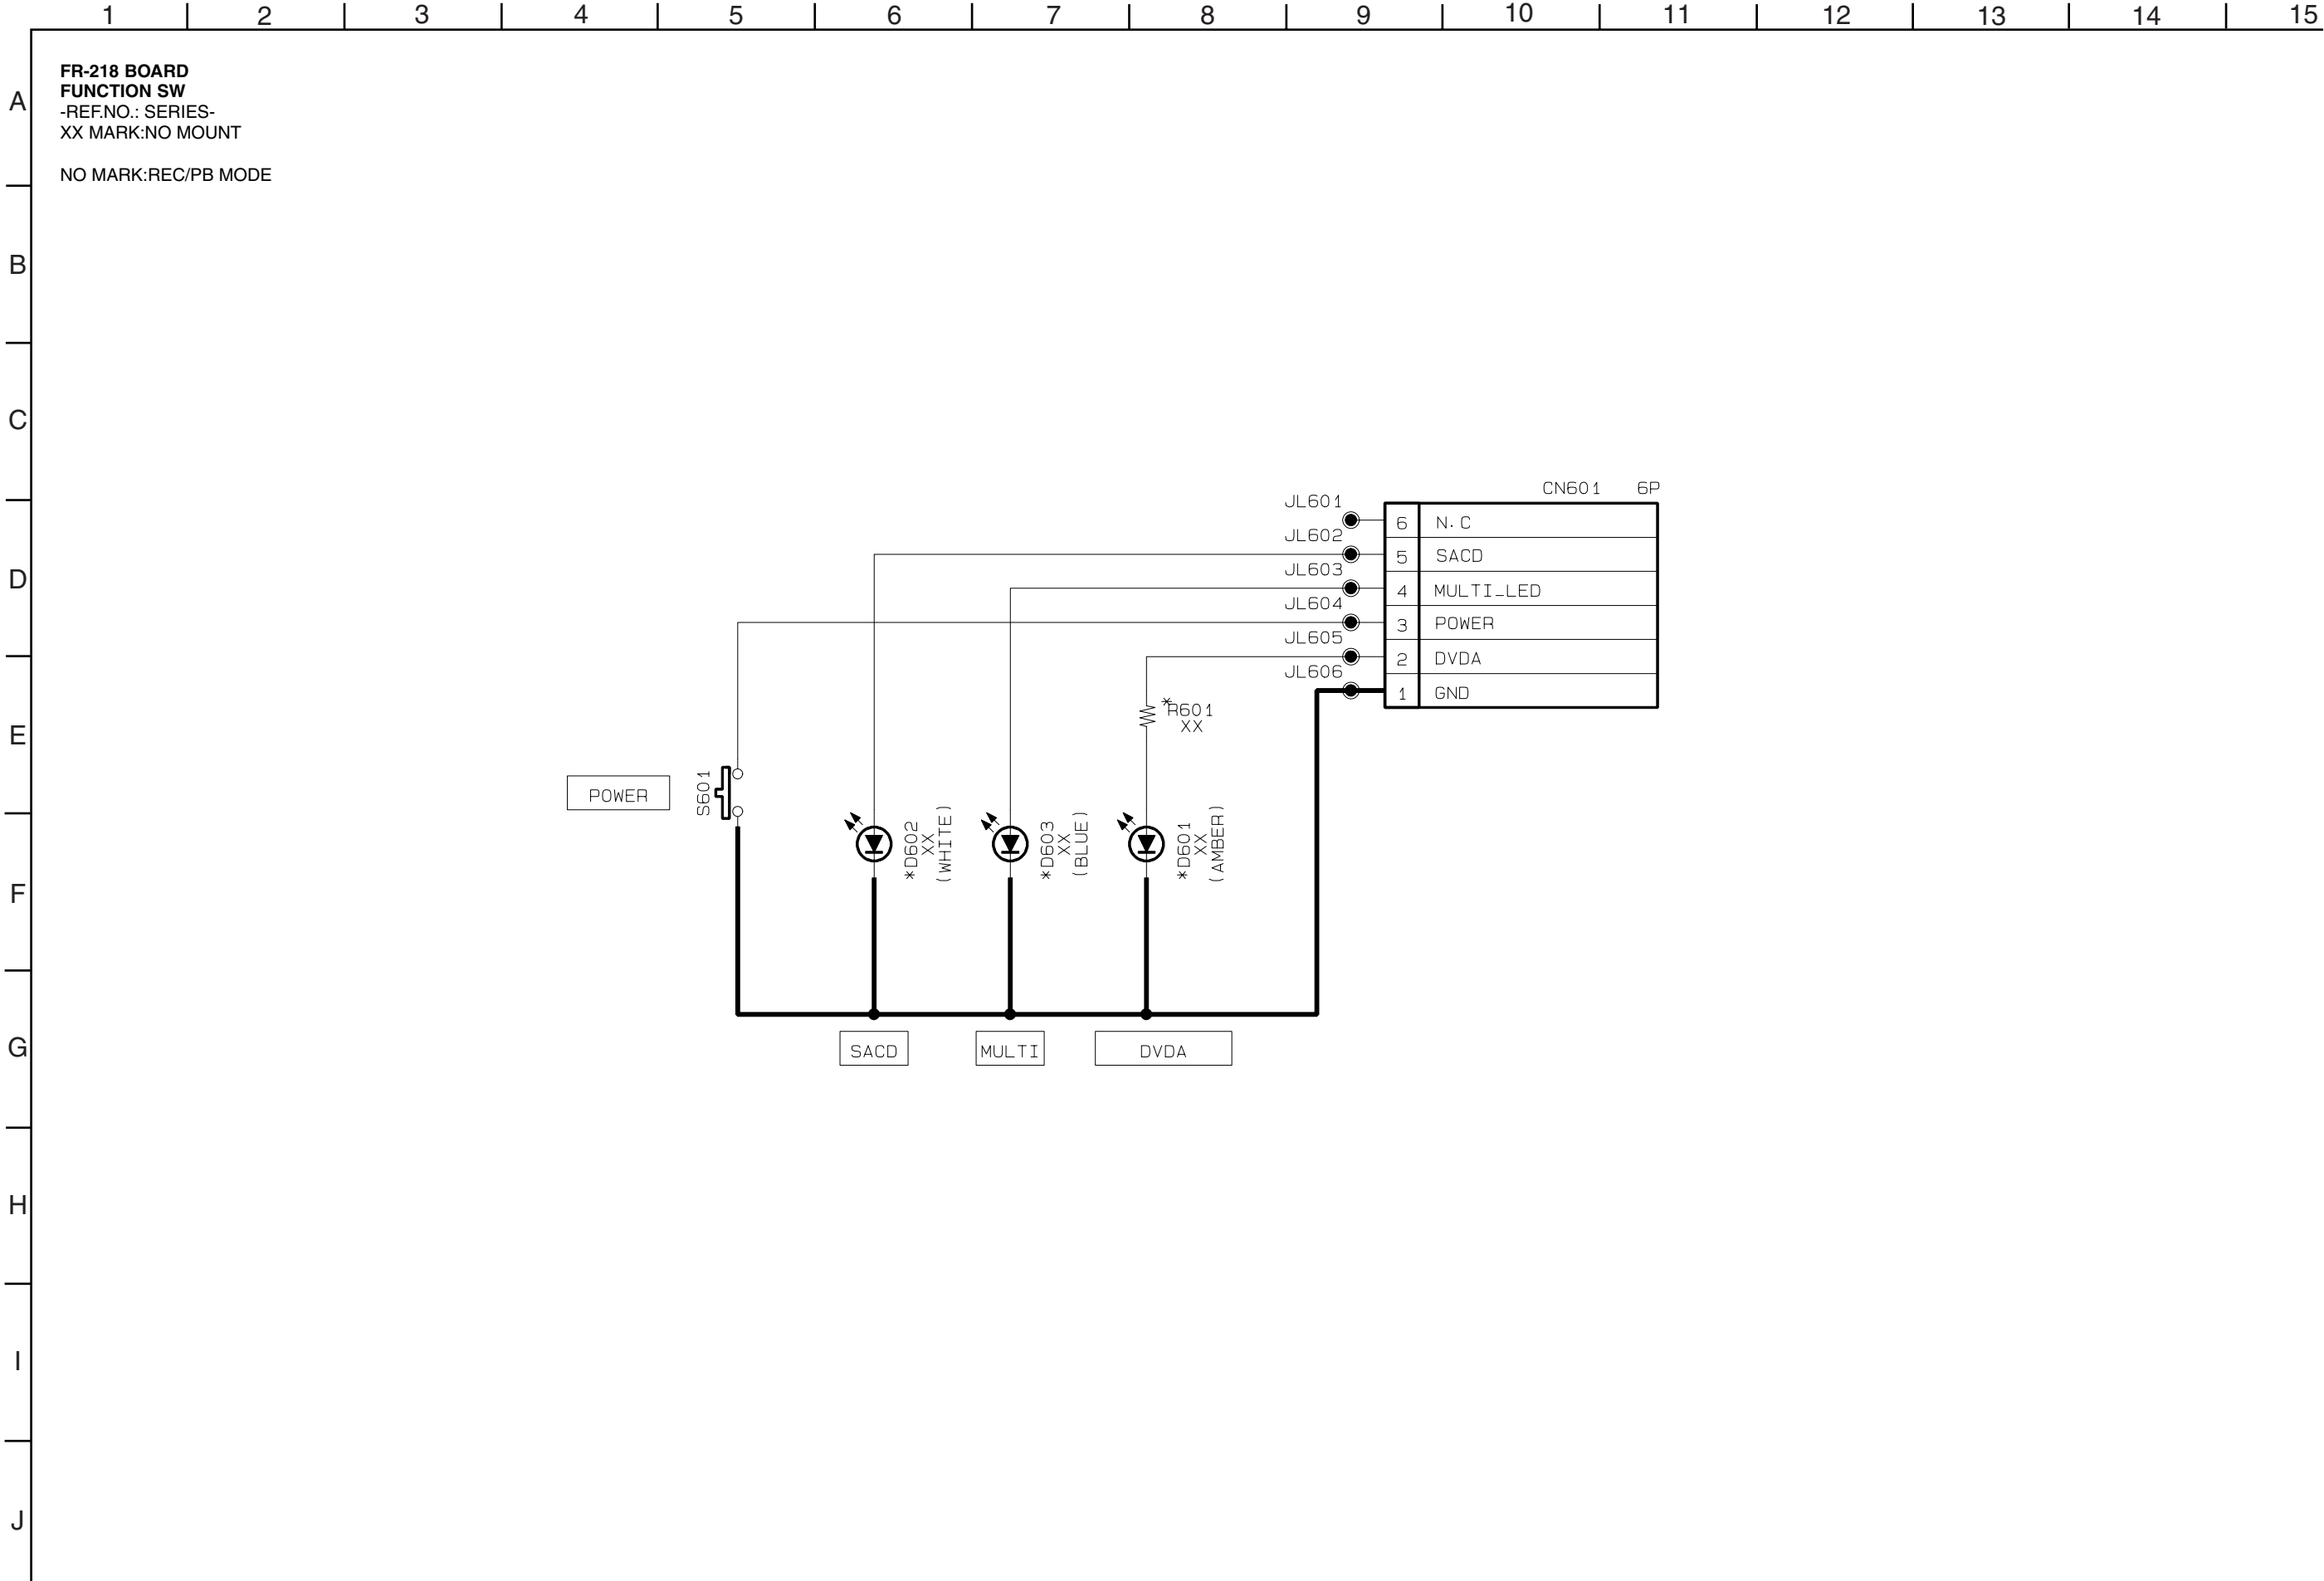 1 2 3 4 5 6 7 8 9 10 11 12 13 14 15
A
FR-218 BOARD
FUNCTION SW
-REF.NO.: SERIES-
XX MARK:NO MOUNT
NO MARK:REC/PB MODE
B
C
CN601 6P
JL601
6 N.C
JL602
5 SACD
D
JL603
4 MULTI_LED
JL604
3 POWER
JL605
2 DVDA
JL606
1 GND
E
*R601
XX
POWER
S601
*D602
XX
(WHITE)
*D603
XX
(BLUE)
*D601
XX
(AMBER)
F
G
SACD
MULTI
DVDA
H
I
J